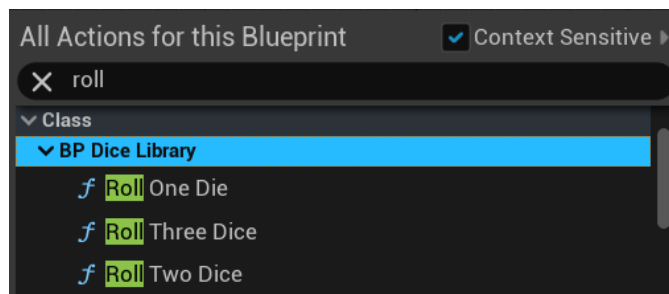 All Actions for this Blueprint Context Sensitive
roll
Class
BP Dice Library
f Roll One Die
f Roll Three Dice
f Roll Two Dice